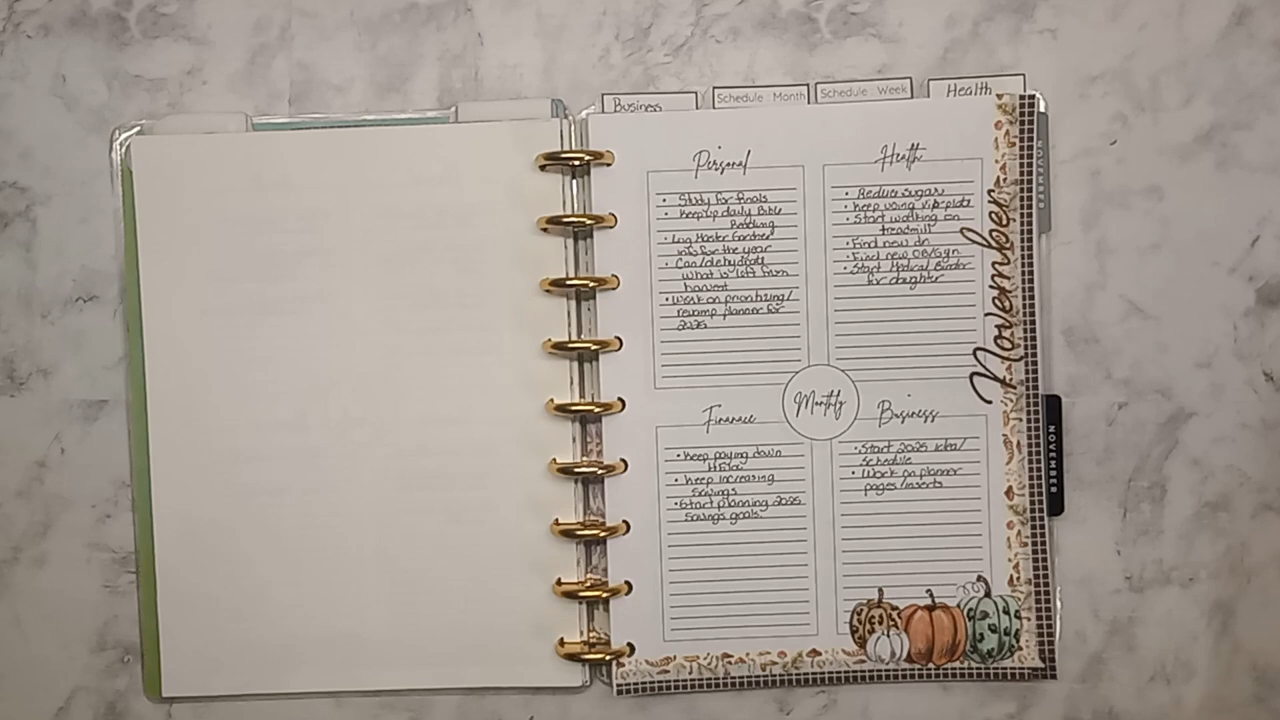 Business
Schedule : Month
Schedule : Week
Health
NOVEMBER
November
Personal
• Study for finals
• Keep up daily Bible
Reading
• Log Master Gardner
info for the year
• Can/dehydrate
what is left from
harvest
• Work on prioritizing/
revamp planner for
2025
Health
• Reduce sugar
• Keep using vibe plate
• Start walking on
treadmill
• Find new dr.
• Find new OB/Gyn
• Start Medical Binder
for daughter
Monthly
Finance
• Keep paying down
• Keep increasing
savings
• Start planning 2025
savings goals.
Business
• Start 2025 idea/
schedule
• Work on planner
pages/inserts
NOVEMBER